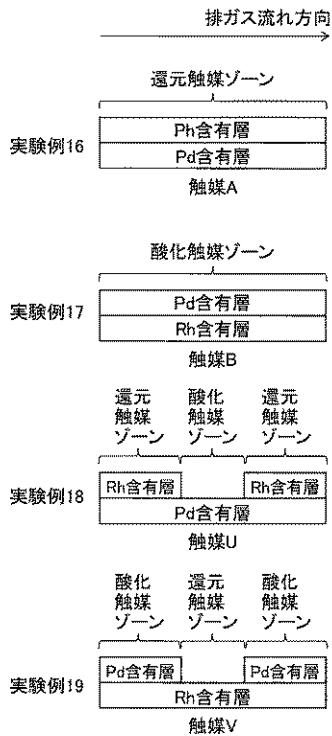 排ガス流れ方向
還元触媒ゾーン
実験例16
Ph含有層
Pd含有層
触媒A
酸化触媒ゾーン
実験例17
Pd含有層
Rh含有層
触媒B
還元 酸化 還元
触媒 触媒 触媒
ゾーン ゾーン ゾーン
実験例18
Rh含有層 Rh含有層
Pd含有層
触媒U
酸化 還元 酸化
触媒 触媒 触媒
ゾーン ゾーン ゾーン
実験例19
Pd含有層 Pd含有層
Rh含有層
触媒V